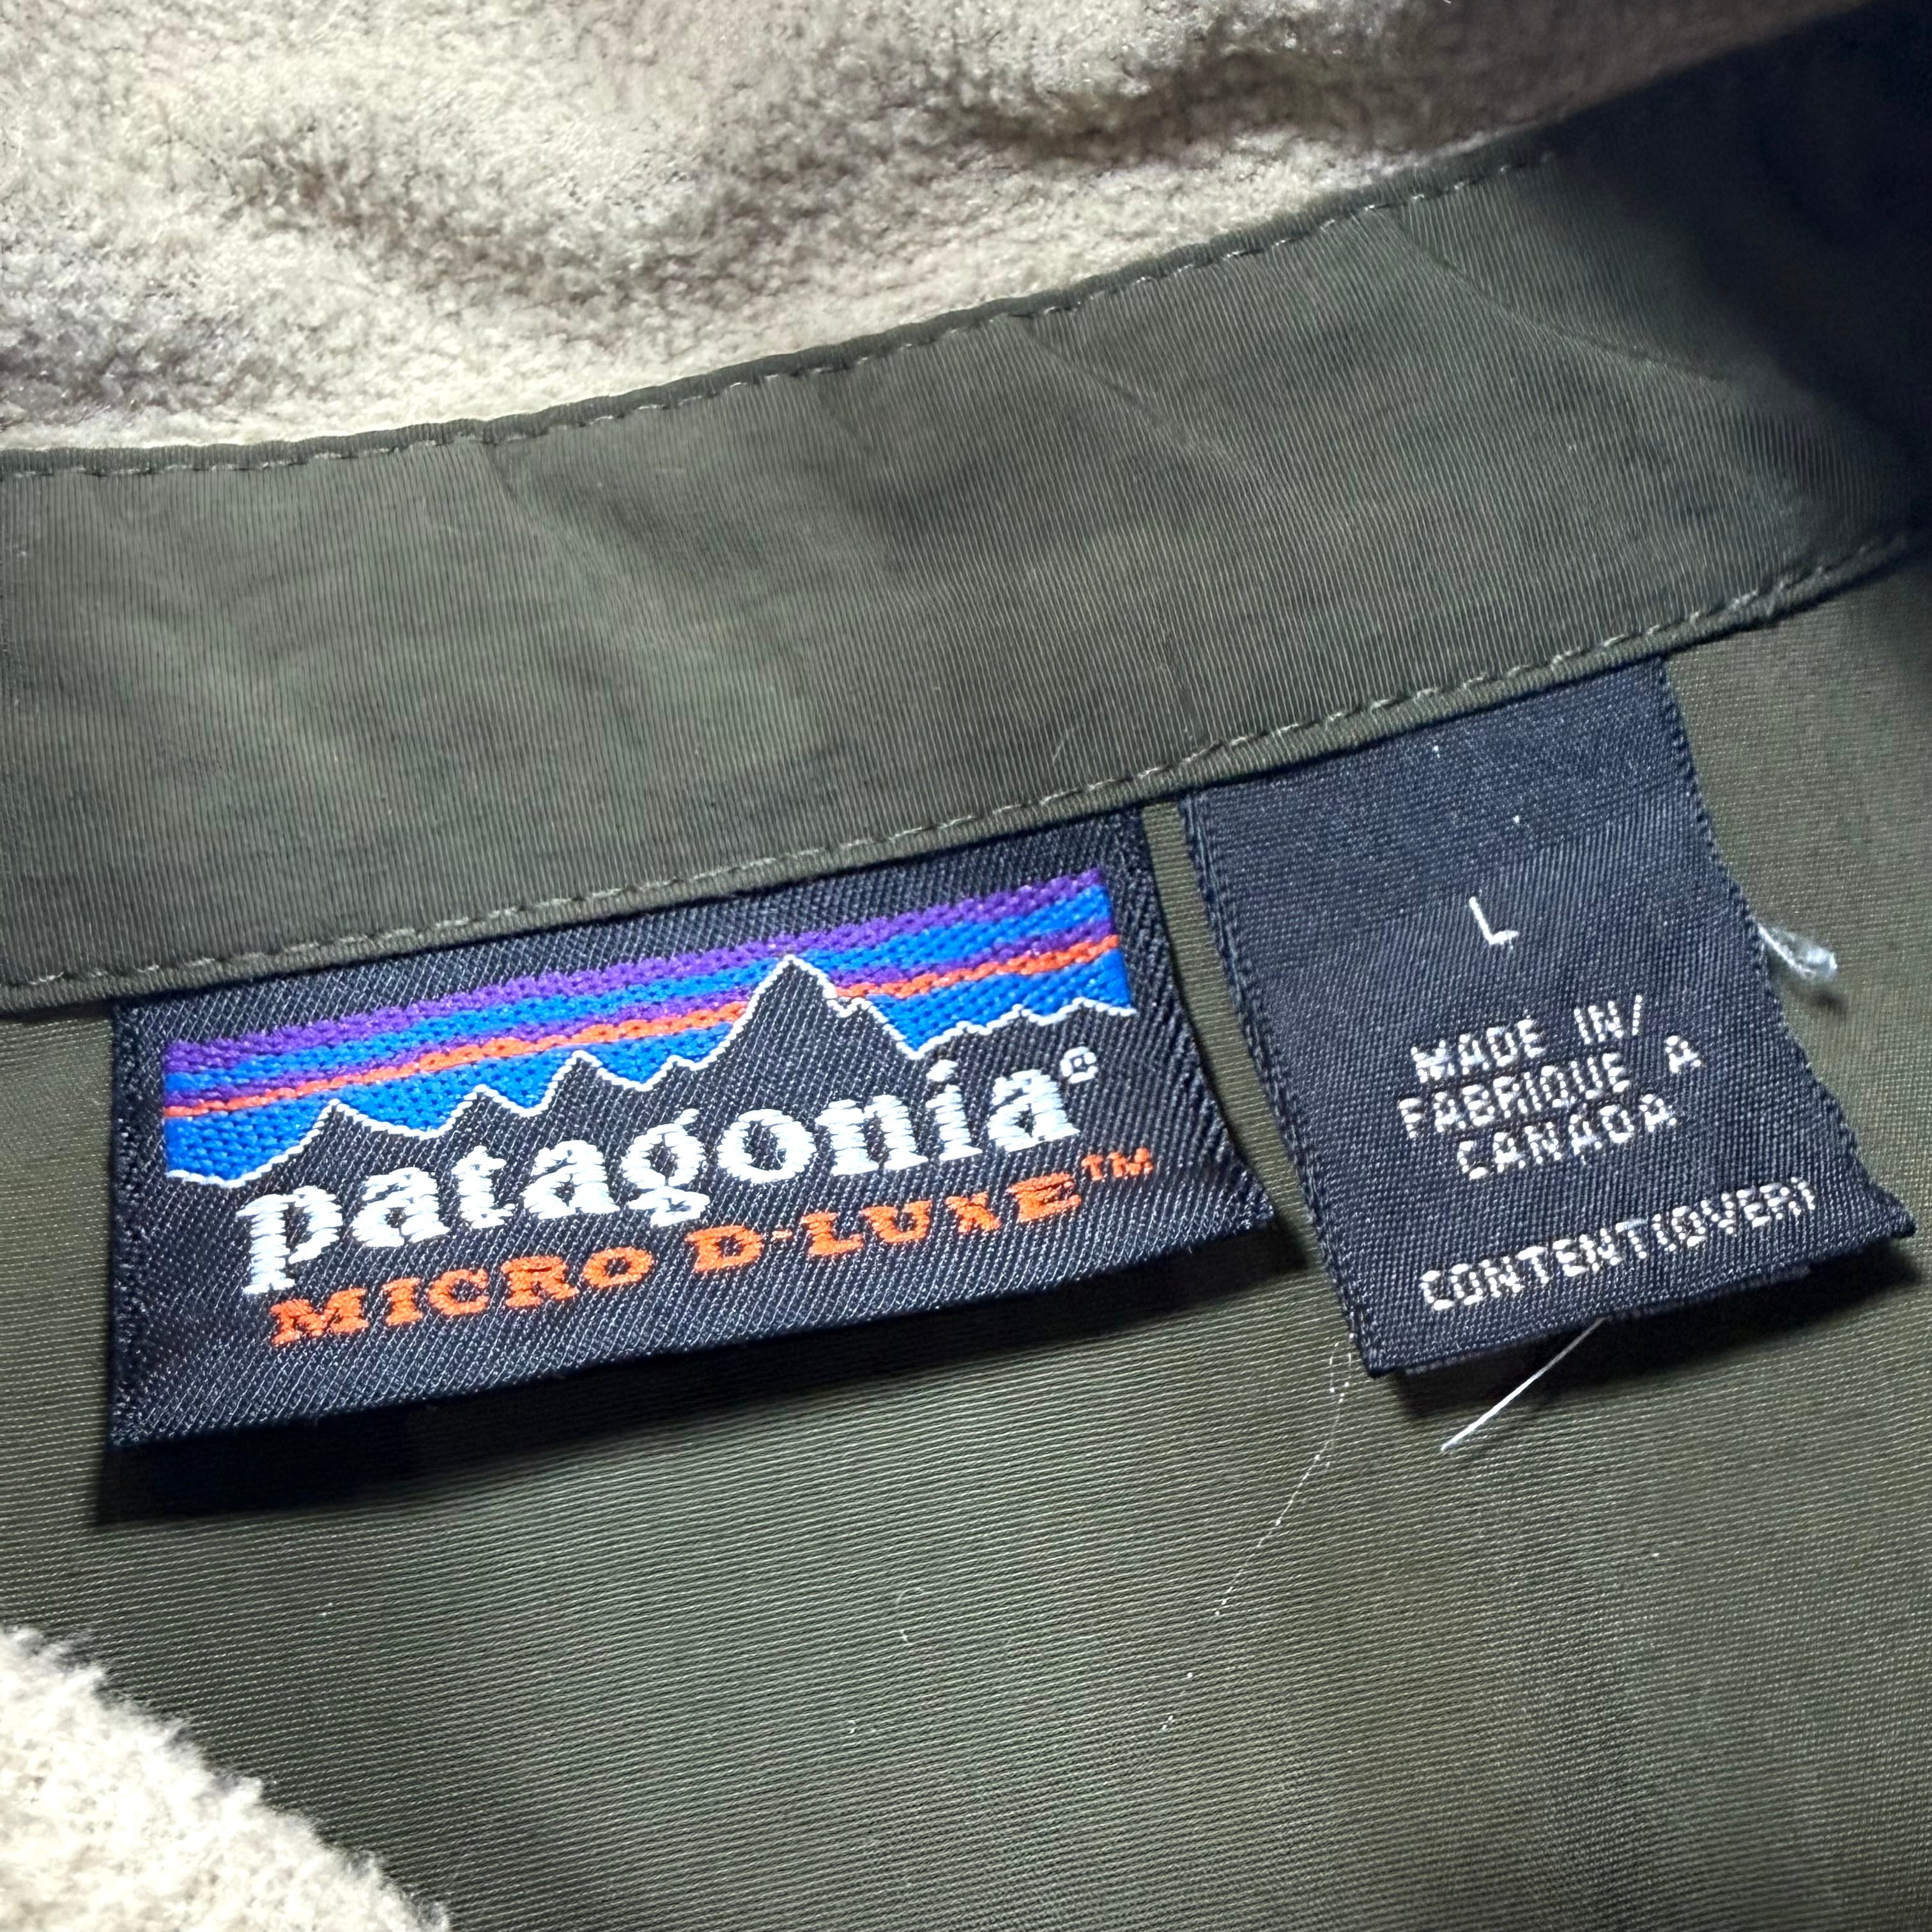 patagonia®
MICRO D-LUXE™
L
MADE IN/
FABRIQUE A
CANADA
CONTENT(OVER)